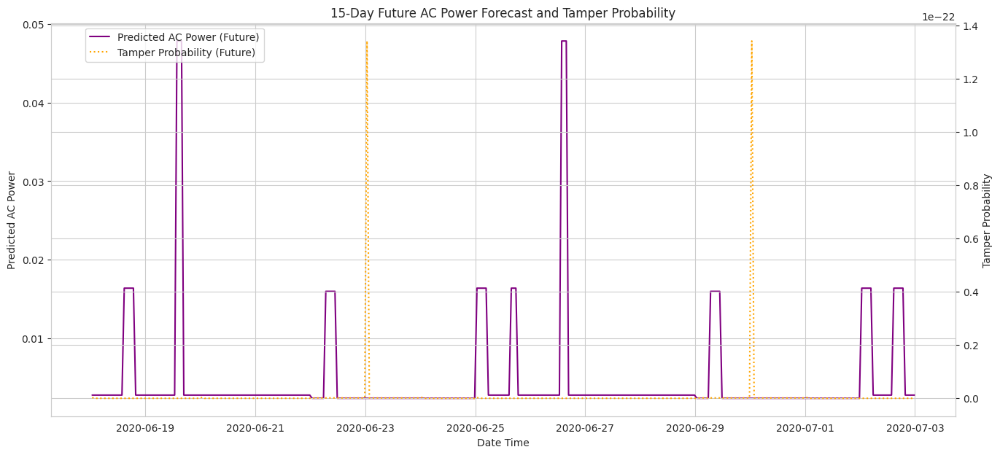 15-Day Future AC Power Forecast and Tamper Probability
1e−22
Predicted AC Power (Future)
Tamper Probability (Future)
Predicted AC Power
0.05
0.04
0.03
0.02
0.01
1.4
1.2
1.0
0.8
0.6
0.4
0.2
0.0
Tamper Probability
2020-06-19 2020-06-21 2020-06-23 2020-06-25 2020-06-27 2020-06-29 2020-07-01 2020-07-03
Date Time